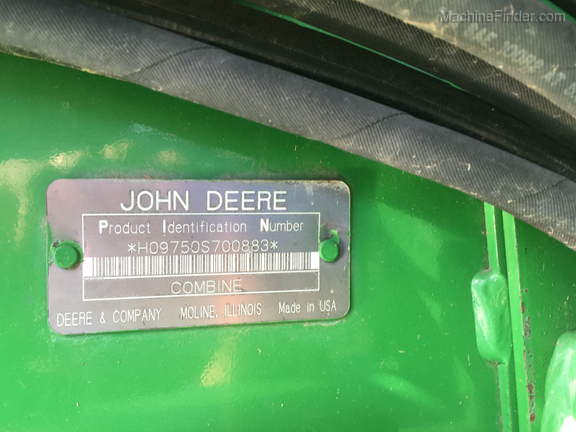 MachineFinder.com
JOHN DEERE
Product Identification Number
*H09750S700883*
COMBINE
DEERE & COMPANY MOLINE, ILLINOIS Made in USA